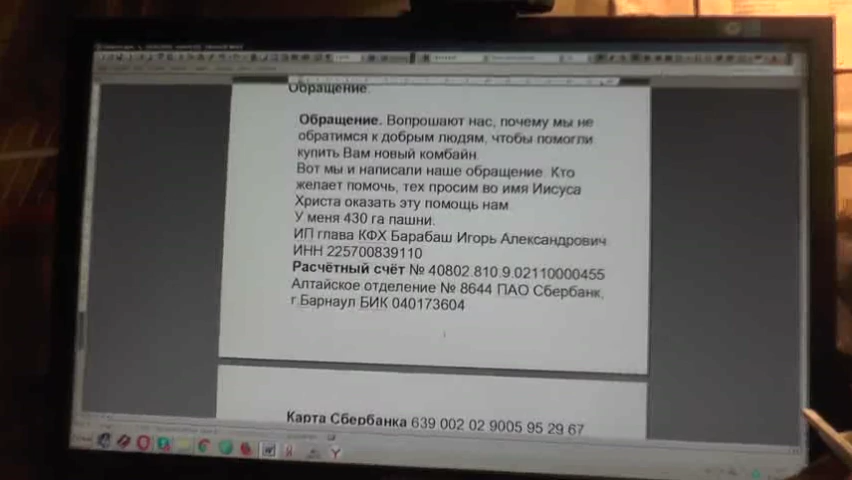 Обращение.
Обращение. Вопрошают нас, почему мы не
обратимся к добрым людям, чтобы помогли
купить Вам новый комбайн.
Вот мы и написали наше обращение. Кто
желает помочь, тех просим во имя Иисуса
Христа оказать эту помощь нам.
У меня 430 га пашни.
ИП глава КФХ Барабаш Игорь Александрович
ИНН 225700839110
Расчётный счёт № 40802.810.9.02110000455
Алтайское отделение № 8644 ПАО Сбербанк,
г.Барнаул БИК 040173604
Карта Сбербанка 639 002 02 9005 95 29 67